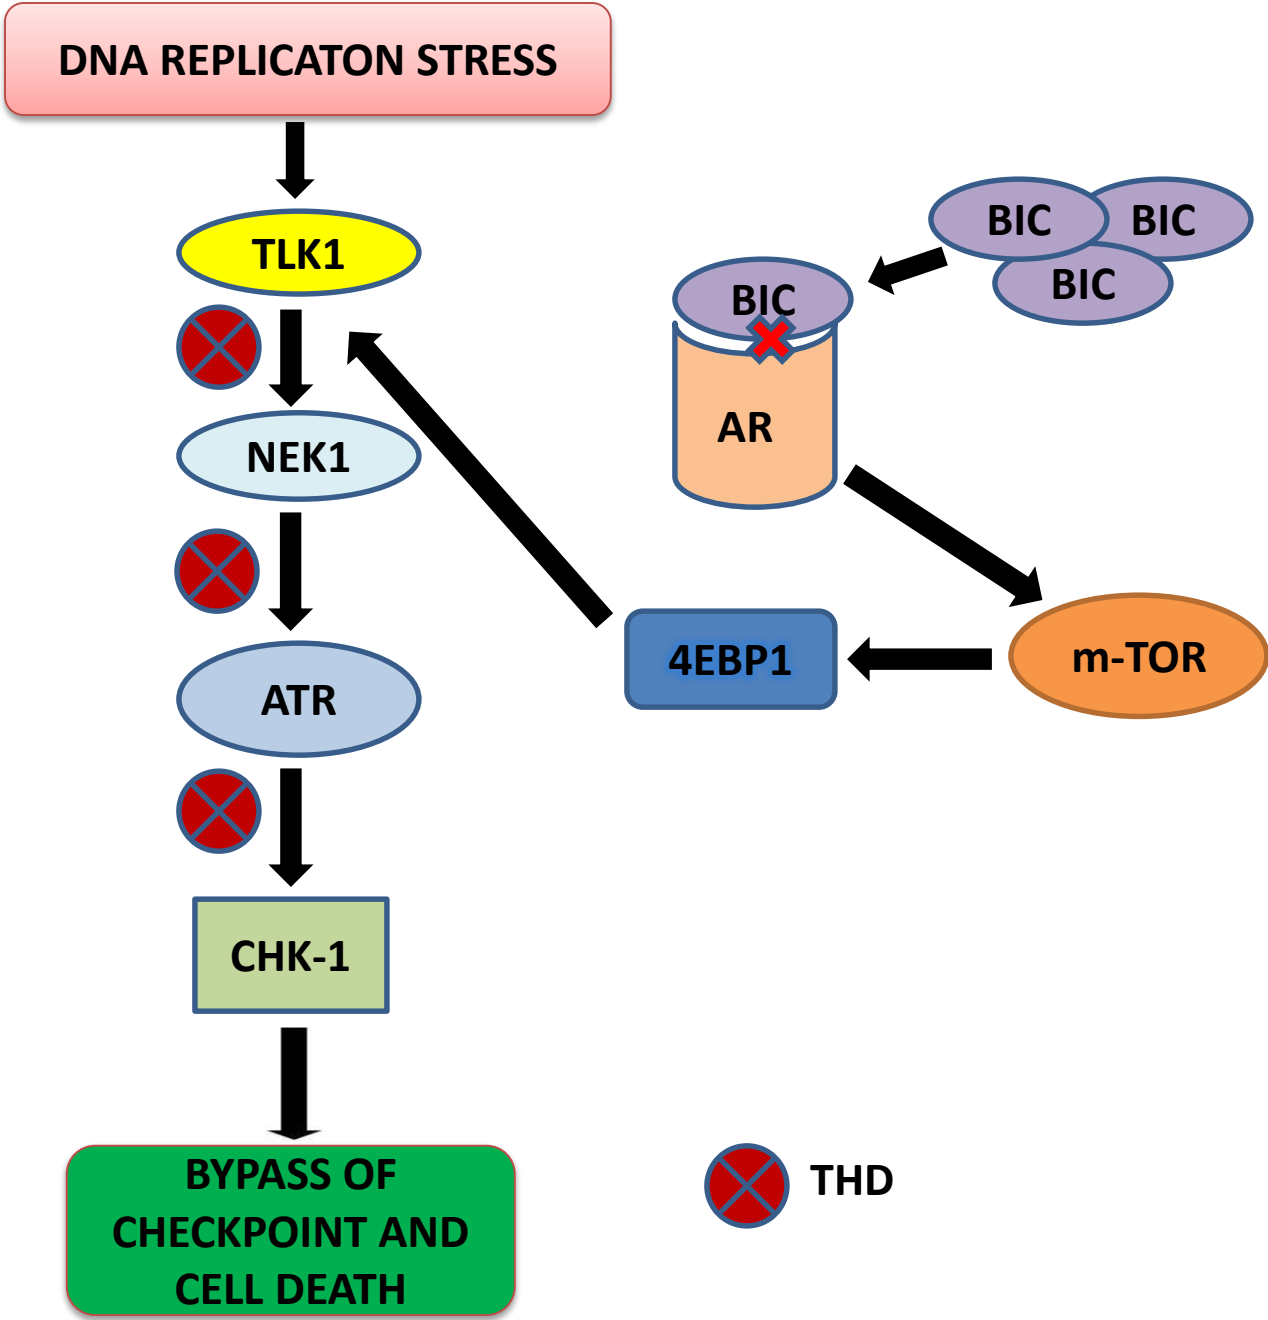 DNA REPLICATON STRESS
TLK1
BIC
BIC
BIC
BIC
AR
NEK1
4EBP1
m-TOR
ATR
CHK-1
BYPASS OF
CHECKPOINT AND
CELL DEATH
THD